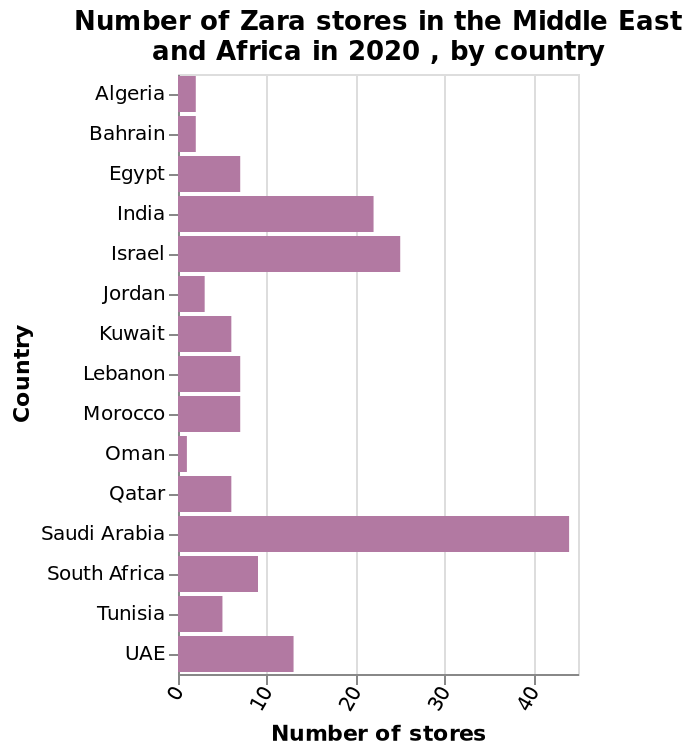 Number of Zara stores in the Middle East
and Africa in 2020 , by country
Country
Algeria
Bahrain
Egypt
India
Israel
Jordan
Kuwait
Lebanon
Morocco
Oman
Qatar
Saudi Arabia
South Africa
Tunisia
UAE
0 10 20 30 40
Number of stores